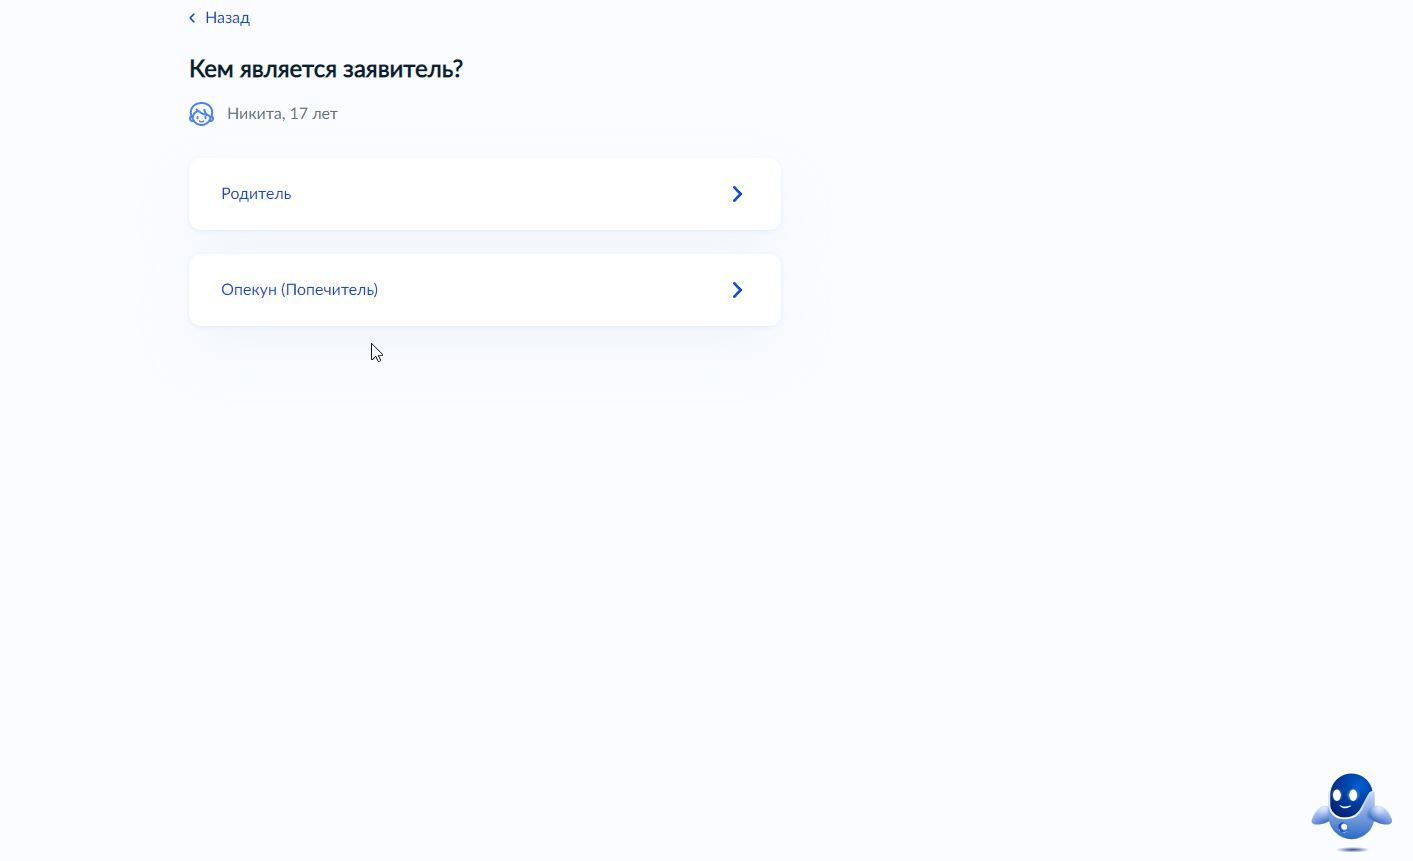 Назад
Кем является заявитель?
Никита, 17 лет
Родитель
Опекун (Попечитель)